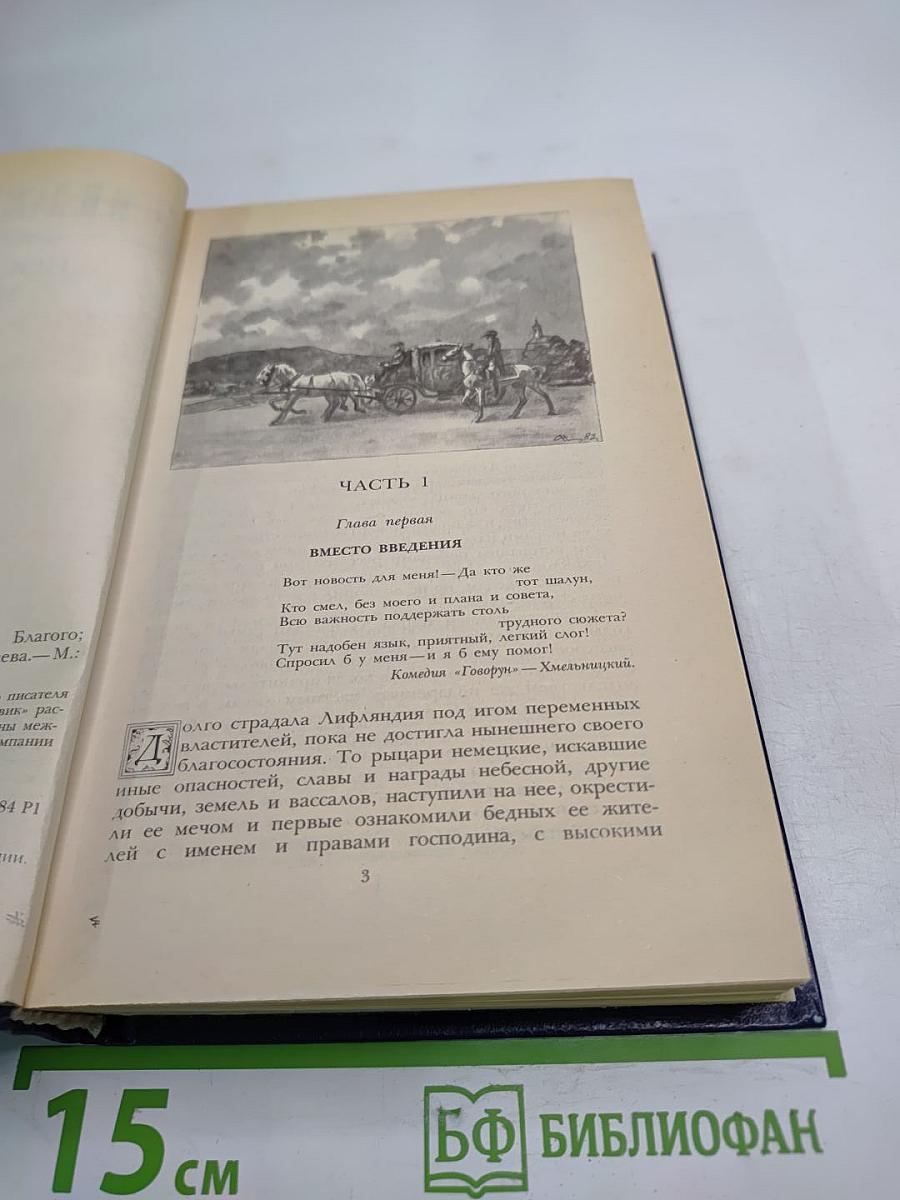 Благого;
ева.— М.:
писателя
вик» рас-
ны меж-
мпании
84 Р1
ции.
82
ЧАСТЬ 1
Глава первая
ВМЕСТО ВВЕДЕНИЯ
Вот новость для меня! — Да кто же
тот шалун,
Кто смел, без моего и плана и совета,
Всю важность поддержать столь
трудного сюжета?
Тут надобен язык, приятный, легкий слог!
Спросил б у меня — и я б ему помог!
Комедия «Говорун» — Хмельницкий.
Долго страдала Лифляндия под игом переменных
властителей, пока не достигла нынешнего своего
благосостояния. То рыцари немецкие, искавшие
иные опасностей, славы и награды небесной, другие
добычи, земель и вассалов, наступили на нее, окрести-
ли ее мечом и первые ознакомили бедных ее жите-
лей с именем и правами господина, с высокими
3
15 см
БФ БИБЛИОФАН